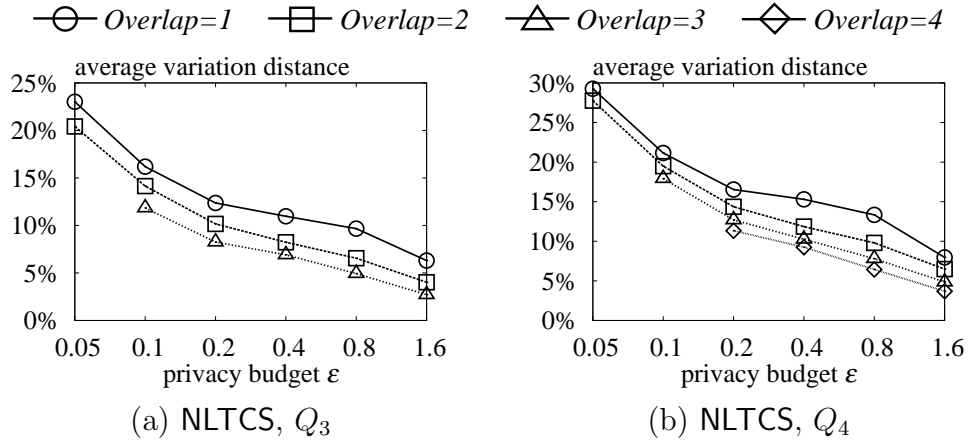 Overlap=1 Overlap=2 Overlap=3 Overlap=4
average variation distance
25%
20%
15%
10%
5%
0%
0.05 0.1 0.2 0.4 0.8 1.6
privacy budget ε
(a) NLTCS, Q3
average variation distance
30%
25%
20%
15%
10%
5%
0%
0.05 0.1 0.2 0.4 0.8 1.6
privacy budget ε
(b) NLTCS, Q4